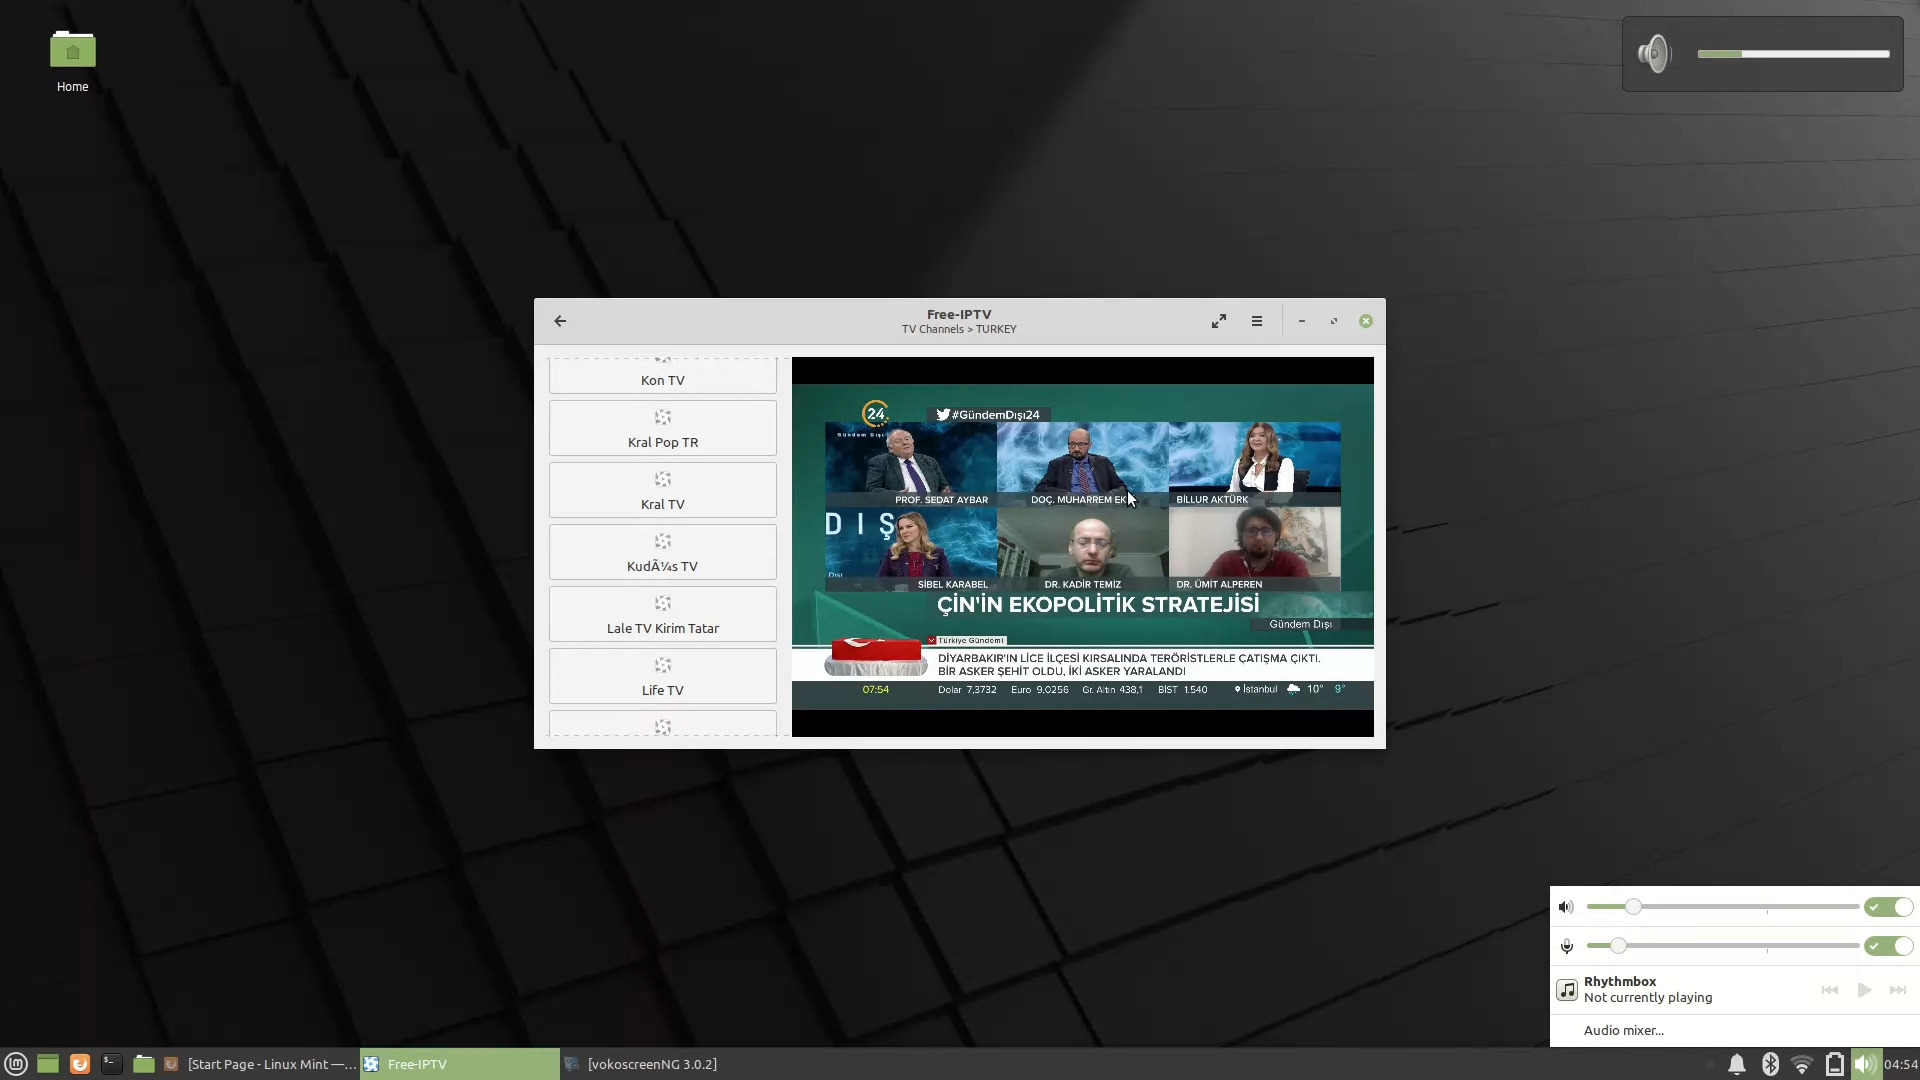 Home
Free-IPTV
TV Channels > TURKEY
Kon TV
Kral Pop TR
Kral TV
KudÃ¼s TV
Lale TV Kirim Tatar
Life TV
24
Gündem Dışı
#GündemDışı24
PROF. SEDAT AYBAR
DOÇ. MUHARREM EK
BİLLUR AKTÜRK
DIŞ
Dışı
SİBEL KARABEL
DR. KADİR TEMİZ
DR. ÜMİT ALPEREN
ÇİN'İN EKOPOLİTİK STRATEJİSİ
Gündem Dışı
Türkiye Gündemi
DİYARBAKIR'IN LİCE İLÇESİ KIRSALINDA TERÖRİSTLERLE ÇATIŞMA ÇIKTI.
BİR ASKER ŞEHİT OLDU, İKİ ASKER YARALANDI
07:54 Dolar 7,3732 Euro 9,0256 Gr. Altın 438,1 BİST 1.540 İstanbul 10° 9°
Rhythmbox
Not currently playing
Audio mixer...
[Start Page - Linux Mint —...
Free-IPTV
[vokoscreenNG 3.0.2]
04:54